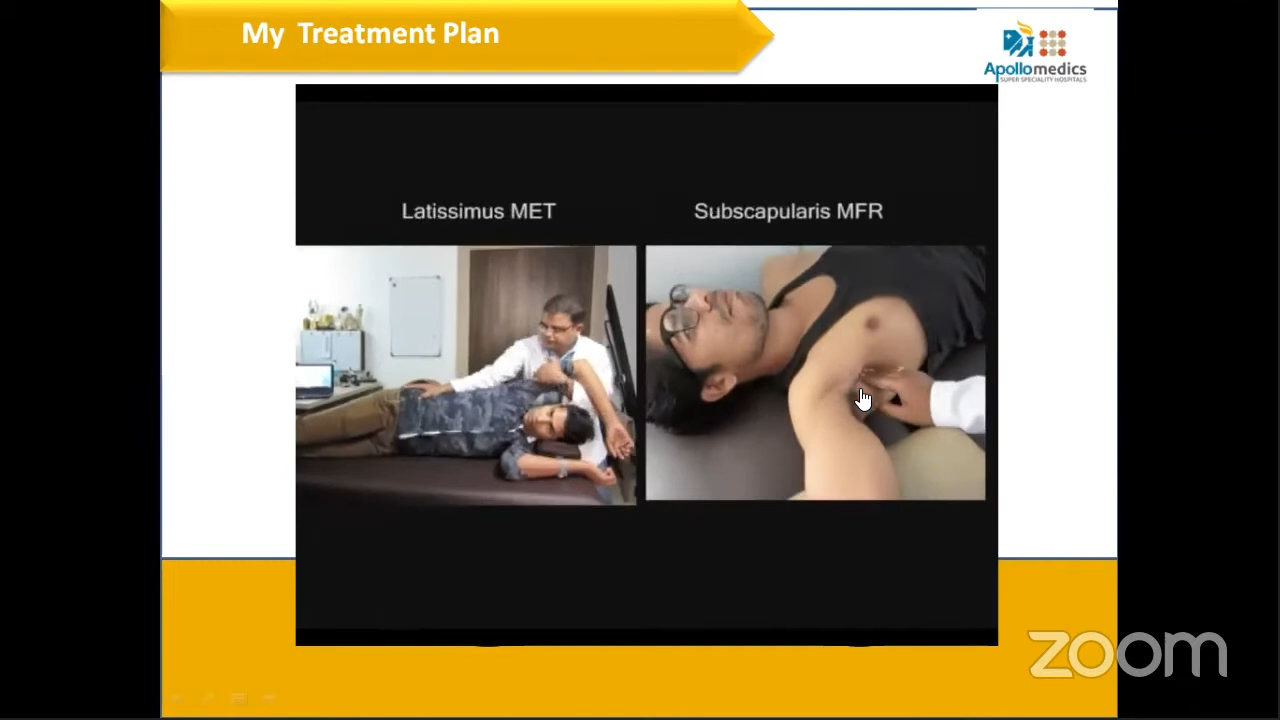 My Treatment Plan
Apollomedics
SUPER SPECIALITY HOSPITALS
Latissimus MET
Subscapularis MFR
zoom